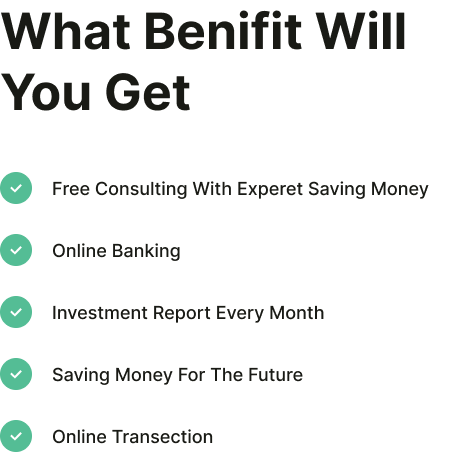 What Benifit Will
You Get
Free Consulting With Experet Saving Money
Online Banking
Investment Report Every Month
Saving Money For The Future
Online Transection